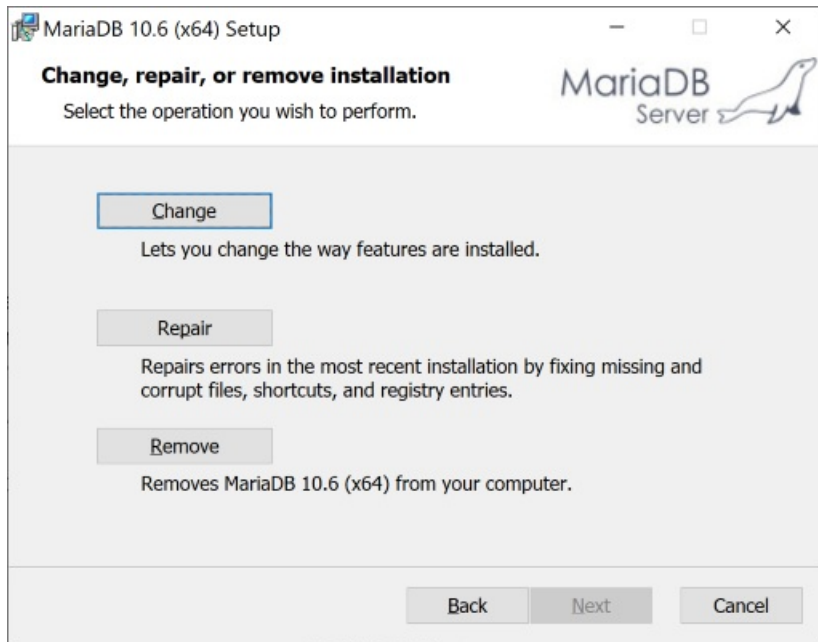 MariaDB 10.6 (x64) Setup
Change, repair, or remove installation
Select the operation you wish to perform.
MariaDB
Server
Change
Lets you change the way features are installed.
Repair
Repairs errors in the most recent installation by fixing missing and
corrupt files, shortcuts, and registry entries.
Remove
Removes MariaDB 10.6 (x64) from your computer.
Back Next Cancel